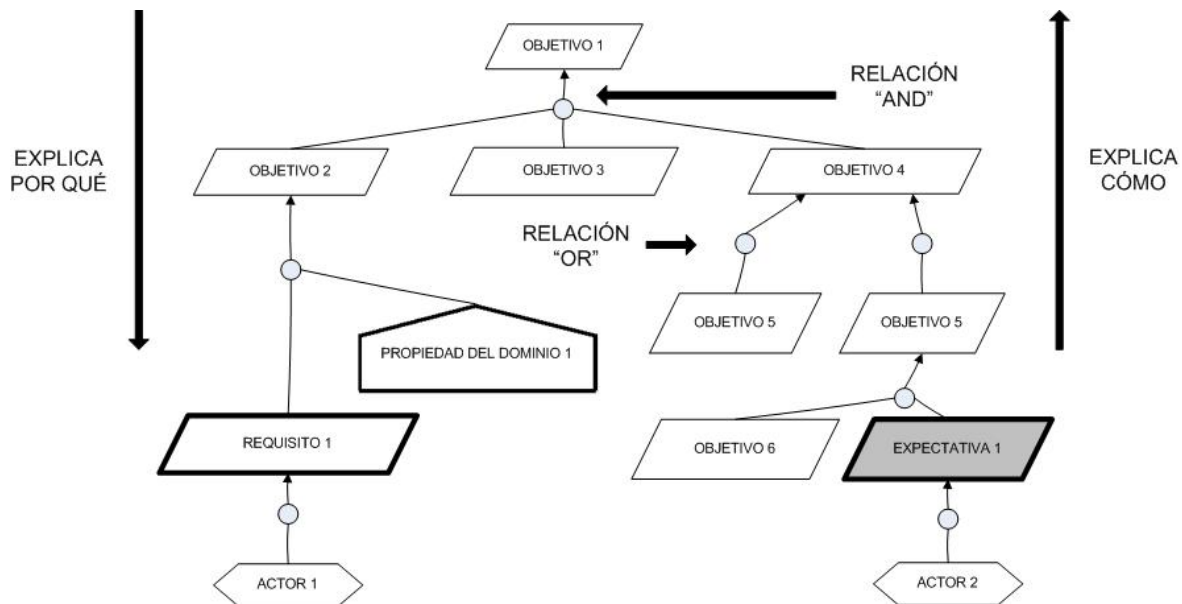 OBJETIVO 1
RELACIÓN
"AND"
EXPLICA
POR QUÉ
OBJETIVO 2
OBJETIVO 3
OBJETIVO 4
EXPLICA
CÓMO
RELACIÓN
"OR"
OBJETIVO 5
OBJETIVO 5
PROPIEDAD DEL DOMINIO 1
REQUISITO 1
OBJETIVO 6
EXPECTATIVA 1
ACTOR 1
ACTOR 2